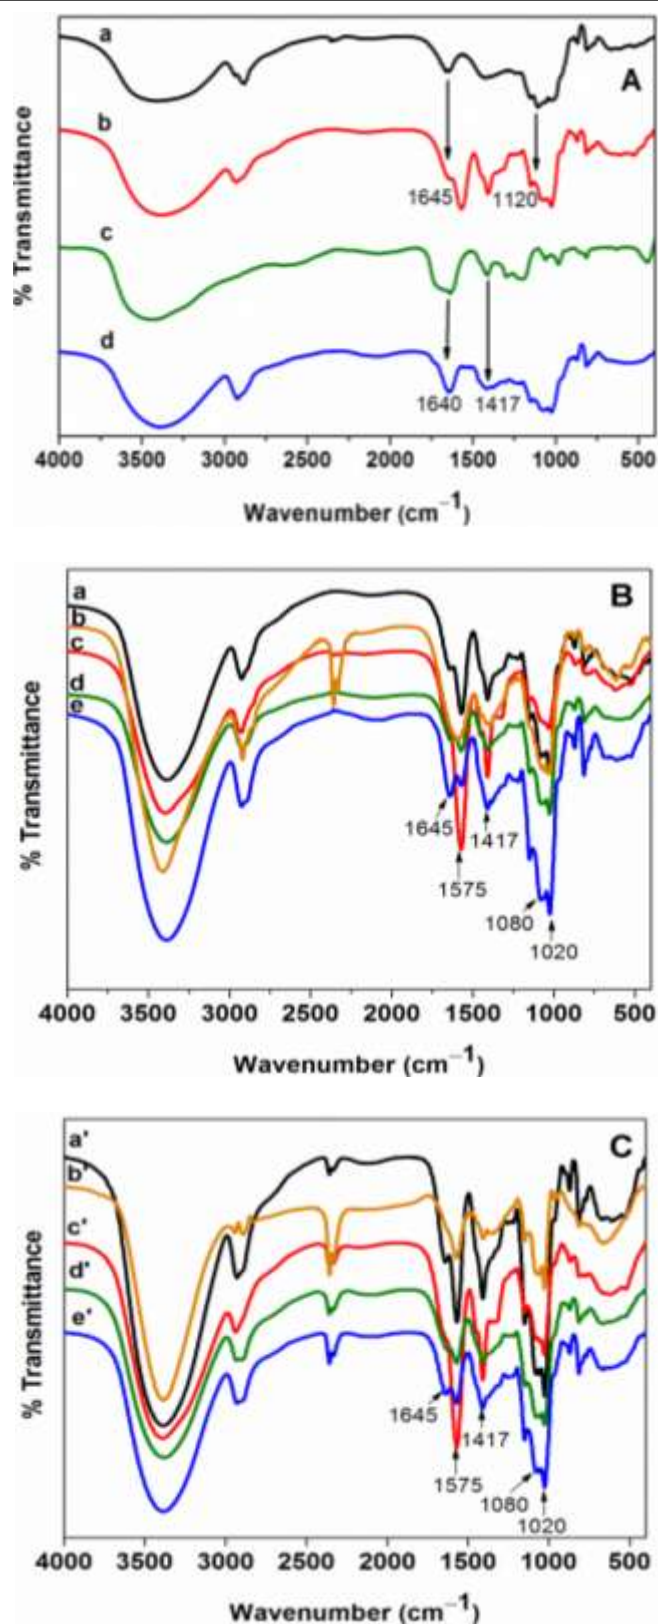 a
A
b
1645
1120
c
d
1640
1417
% Transmittance
4000 3500 3000 2500 2000 1500 1000 500
Wavenumber (cm⁻¹)
a
B
b
c
d
e
1645
1417
1575
1080
1020
% Transmittance
4000 3500 3000 2500 2000 1500 1000 500
Wavenumber (cm⁻¹)
a'
C
b'
c'
d'
e'
1645
1417
1575
1080
1020
% Transmittance
4000 3500 3000 2500 2000 1500 1000 500
Wavenumber (cm⁻¹)